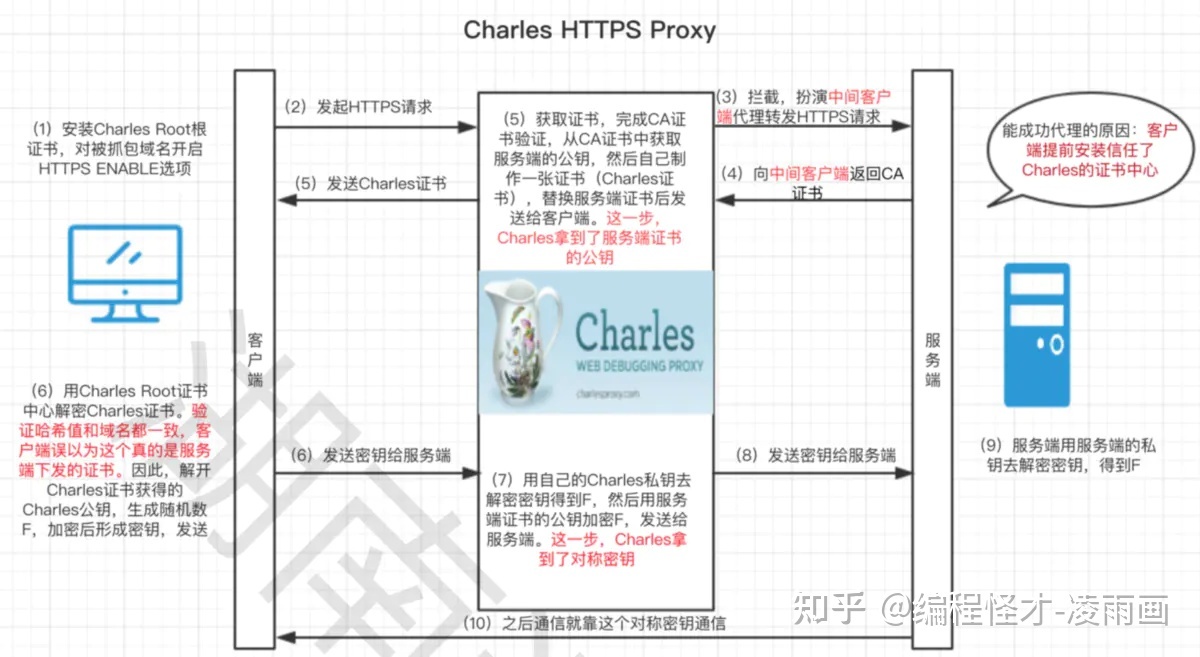 Charles HTTPS Proxy
（1）安装Charles Root根
证书，对被抓包域名开启
HTTPS ENABLE选项
（2）发起HTTPS请求
（3）拦截，扮演中间客户
端代理转发HTTPS请求
（4）向中间客户端返回CA
证书
（5）获取证书，完成CA证
书验证，从CA证书中获取
服务端的公钥，然后自己制
作一张证书（Charles证
书），替换服务端证书后发
送给客户端。这一步，
Charles拿到了服务端证书
的公钥
（5）发送Charles证书
能成功代理的原因：客户
端提前安装信任了
Charles的证书中心
Charles
WEB DEBUGGING PROXY
charlesproxy.com
客
户
端
服
务
端
（6）用Charles Root证书
中心解密Charles证书。验
证哈希值和域名都一致，客
户端误以为这个真的是服务
端下发的证书。因此，解开
Charles证书获得的
Charles公钥，生成随机数
F，加密后形成密钥，发送
（6）发送密钥给服务端
（7）用自己的Charles私钥去
解密密钥得到F，然后用服务
端证书的公钥加密F，发送给
服务端。这一步，Charles拿
到了对称密钥
（8）发送密钥给服务端
（9）服务端用服务端的私
钥去解密密钥，得到F
（10）之后通信就靠这个对称密钥通信
湖南
知乎 @编程怪才-凌雨画